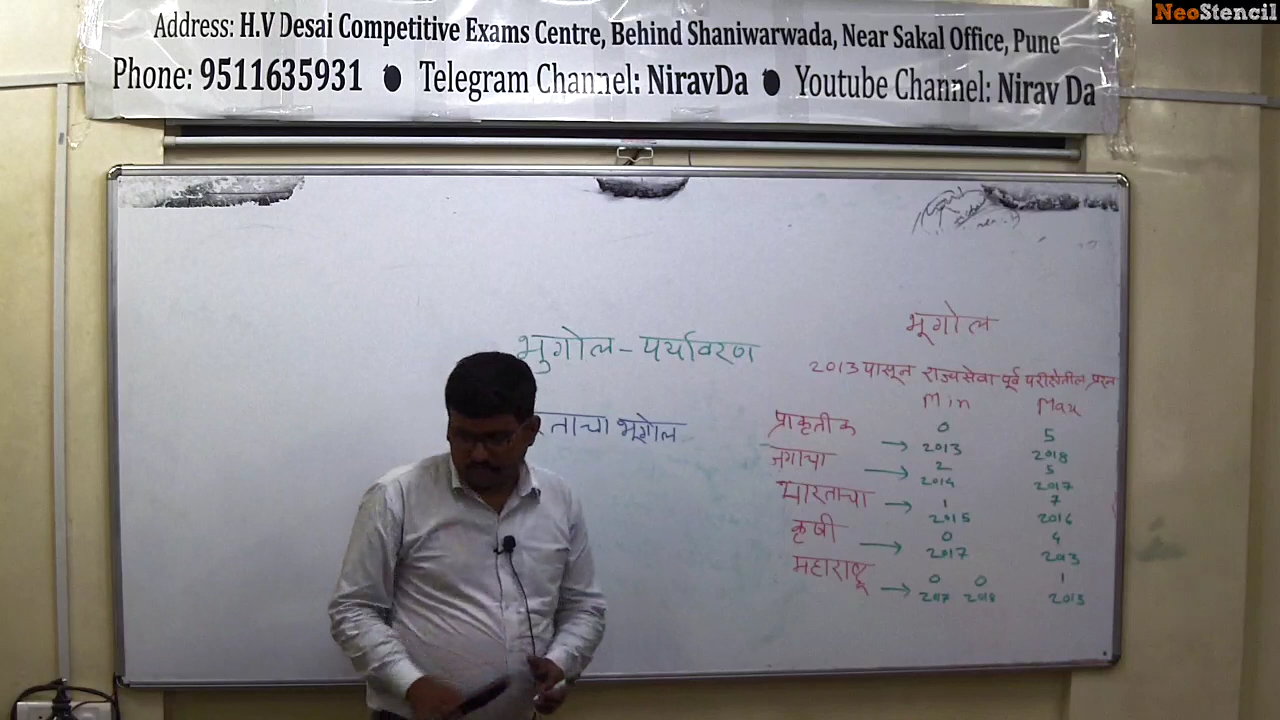 NeoStencil
Address: H.V Desai Competitive Exams Centre, Behind Shaniwarwada, Near Sakal Office, Pune
Phone: 9511635931 ● Telegram Channel: NiravDa ● Youtube Channel: Nirav Da
भुगोल - पर्यावरण
रताचा भूगोल
भूगोल
2013 पासून राज्यसेवा पूर्व परीक्षेतील प्रश्न
Min Max
प्राकृतीक → 0 5
2013 2018
जगाचा → 2 5
2014 2017
भारताचा → 1 7
2015 2016
कृषी → 0 4
2017 2013
महाराष्ट्र → 0 0 1
2017 2018 2013